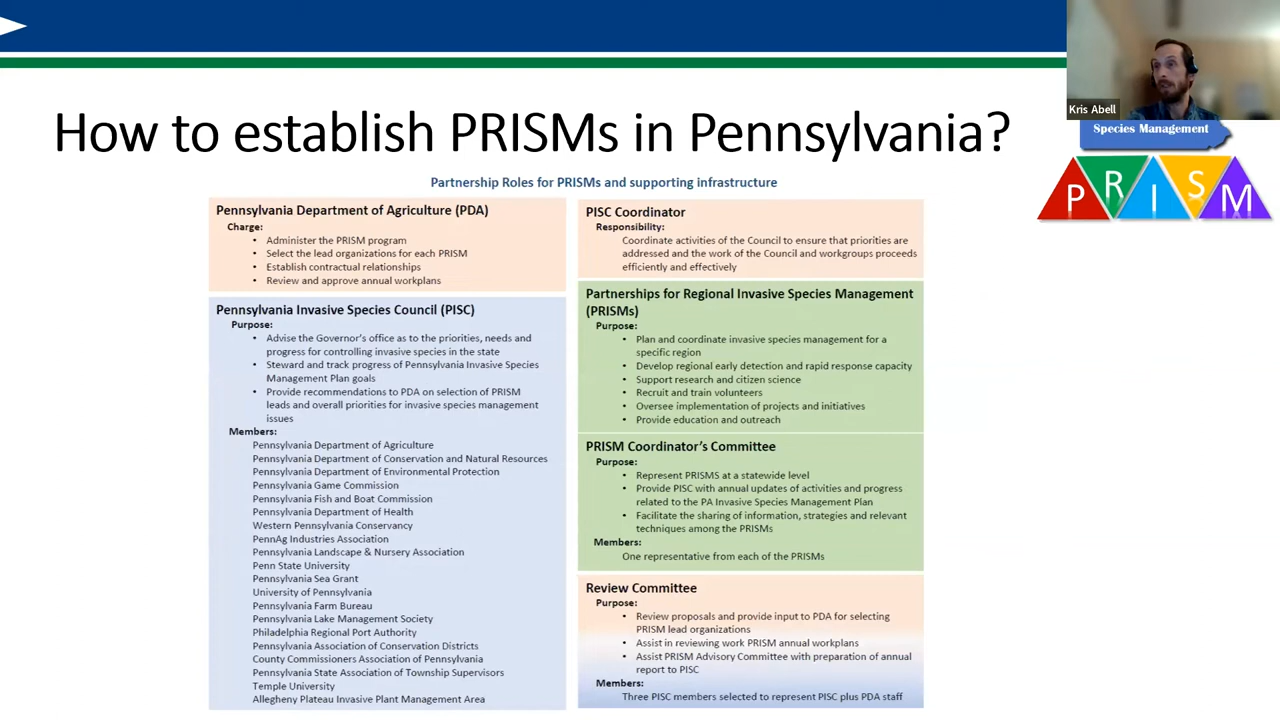 Kris Abell
How to establish PRISMs in Pennsylvania?
Species Management
PRISM
Partnership Roles for PRISMs and supporting infrastructure
Pennsylvania Department of Agriculture (PDA)
Charge:
• Administer the PRISM program
• Select the lead organizations for each PRISM
• Establish contractual relationships
• Review and approve annual workplans
Pennsylvania Invasive Species Council (PISC)
Purpose:
• Advise the Governor's office as to the priorities, needs and
progress for controlling invasive species in the state
• Steward and track progress of Pennsylvania Invasive Species
Management Plan goals
• Provide recommendations to PDA on selection of PRISM
leads and overall priorities for invasive species management
issues
Members:
Pennsylvania Department of Agriculture
Pennsylvania Department of Conservation and Natural Resources
Pennsylvania Department of Environmental Protection
Pennsylvania Game Commission
Pennsylvania Fish and Boat Commission
Pennsylvania Department of Health
Western Pennsylvania Conservancy
PennAg Industries Association
Pennsylvania Landscape & Nursery Association
Penn State University
Pennsylvania Sea Grant
University of Pennsylvania
Pennsylvania Farm Bureau
Pennsylvania Lake Management Society
Philadelphia Regional Port Authority
Pennsylvania Association of Conservation Districts
County Commissioners Association of Pennsylvania
Pennsylvania State Association of Township Supervisors
Temple University
Allegheny Plateau Invasive Plant Management Area
PISC Coordinator
Responsibility:
Coordinate activities of the Council to ensure that priorities are
addressed and the work of the Council and workgroups proceeds
efficiently and effectively
Partnerships for Regional Invasive Species Management
(PRISMs)
Purpose:
• Plan and coordinate invasive species management for a
specific region
• Develop regional early detection and rapid response capacity
• Support research and citizen science
• Recruit and train volunteers
• Oversee implementation of projects and initiatives
• Provide education and outreach
PRISM Coordinator's Committee
Purpose:
• Represent PRISMS at a statewide level
• Provide PISC with annual updates of activities and progress
related to the PA Invasive Species Management Plan
• Facilitate the sharing of information, strategies and relevant
techniques among the PRISMs
Members:
One representative from each of the PRISMs
Review Committee
Purpose:
• Review proposals and provide input to PDA for selecting
PRISM lead organizations
• Assist in reviewing work PRISM annual workplans
• Assist PRISM Advisory Committee with preparation of annual
report to PISC
Members:
Three PISC members selected to represent PISC plus PDA staff